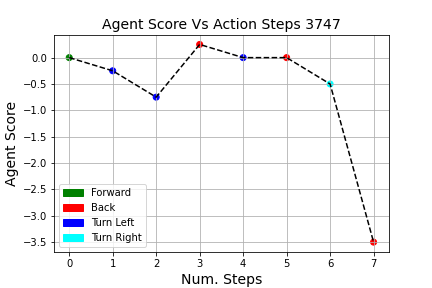 Agent Score Vs Action Steps 3747
Agent Score
0.0
−0.5
−1.0
−1.5
−2.0
−2.5
−3.0
−3.5
Forward
Back
Turn Left
Turn Right
0 1 2 3 4 5 6 7
Num. Steps